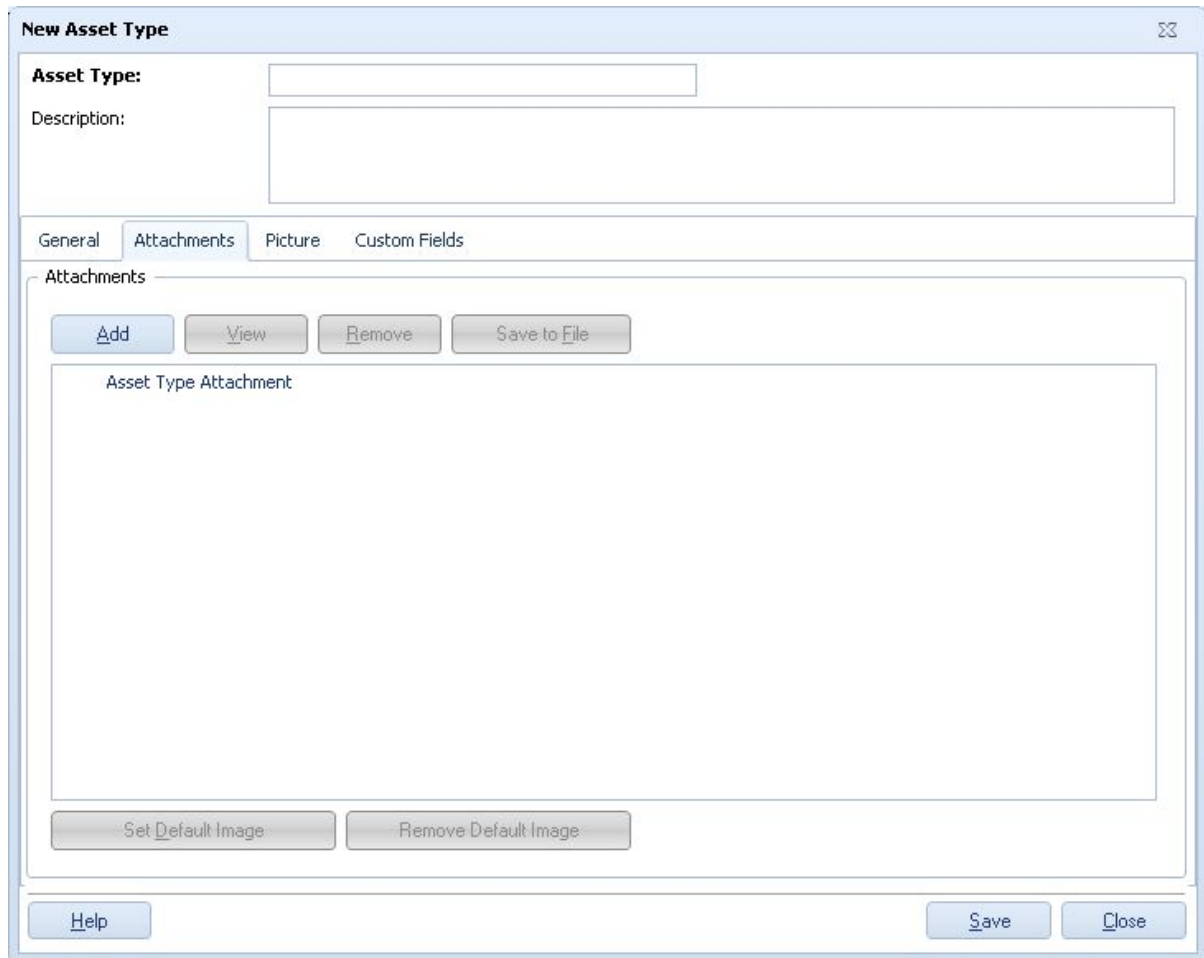 New Asset Type
Asset Type:
Description:
General Attachments Picture Custom Fields
Attachments
Add View Remove Save to File
Asset Type Attachment
Set Default Image Remove Default Image
Help Save Close